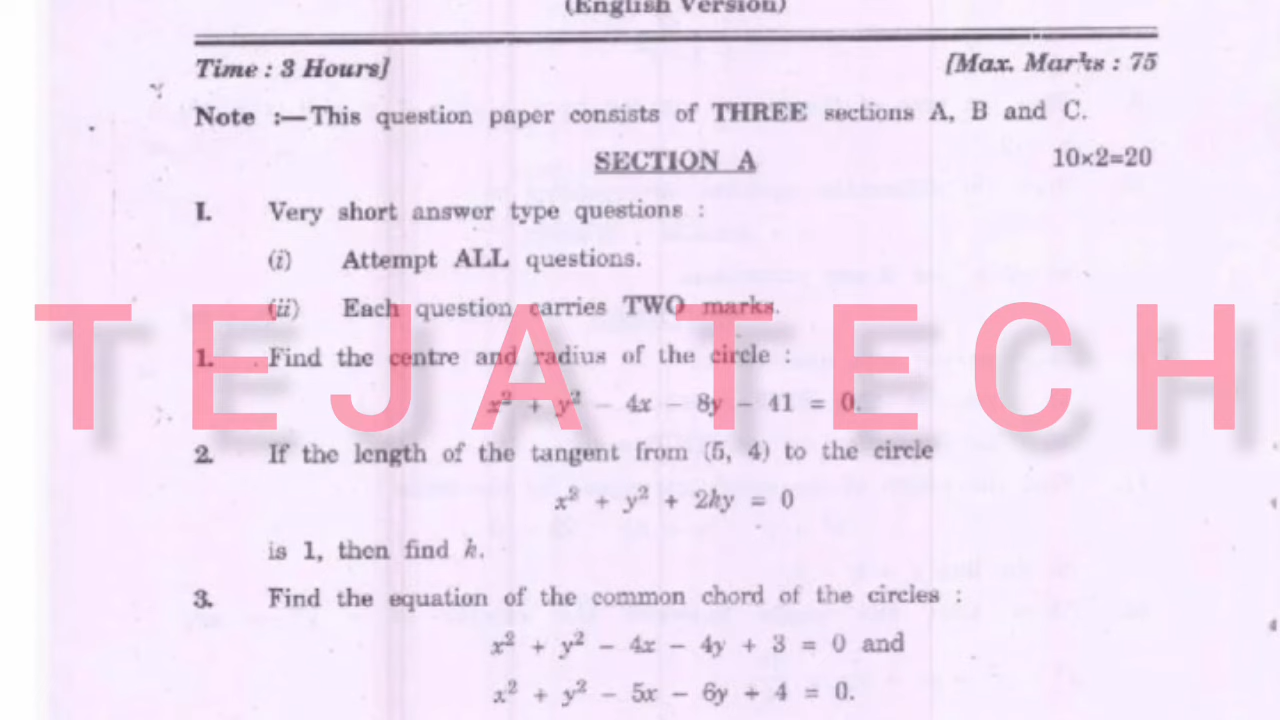 (English Version)
Time : 3 Hours]
[Max. Marks : 75
Note :—This question paper consists of THREE sections A, B and C.
SECTION A
10×2=20
I. Very short answer type questions :
(i) Attempt ALL questions.
(ii) Each question carries TWO marks.
TEJA TECH
1. Find the centre and radius of the circle :
x² + y² − 4x − 8y − 41 = 0.
2. If the length of the tangent from (5, 4) to the circle
x² + y² + 2ky = 0
is 1, then find k.
3. Find the equation of the common chord of the circles :
x² + y² − 4x − 4y + 3 = 0 and
x² + y² − 5x − 6y + 4 = 0.